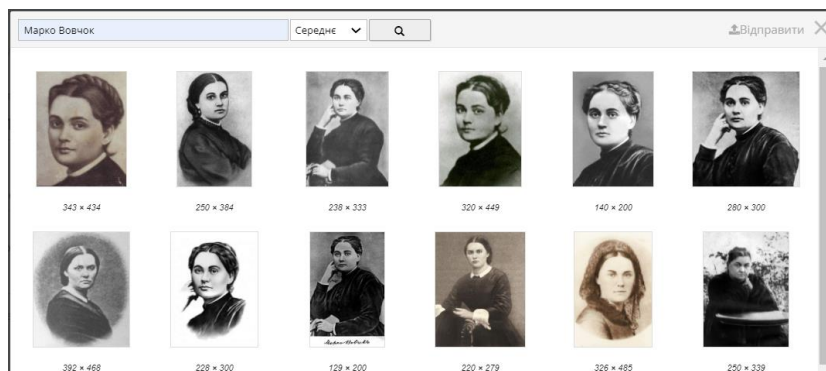 Марко Вовчок
Середнє
Відправити
343 × 434
250 × 384
238 × 333
320 × 449
140 × 200
280 × 300
392 × 468
228 × 300
129 × 200
220 × 279
326 × 485
250 × 339